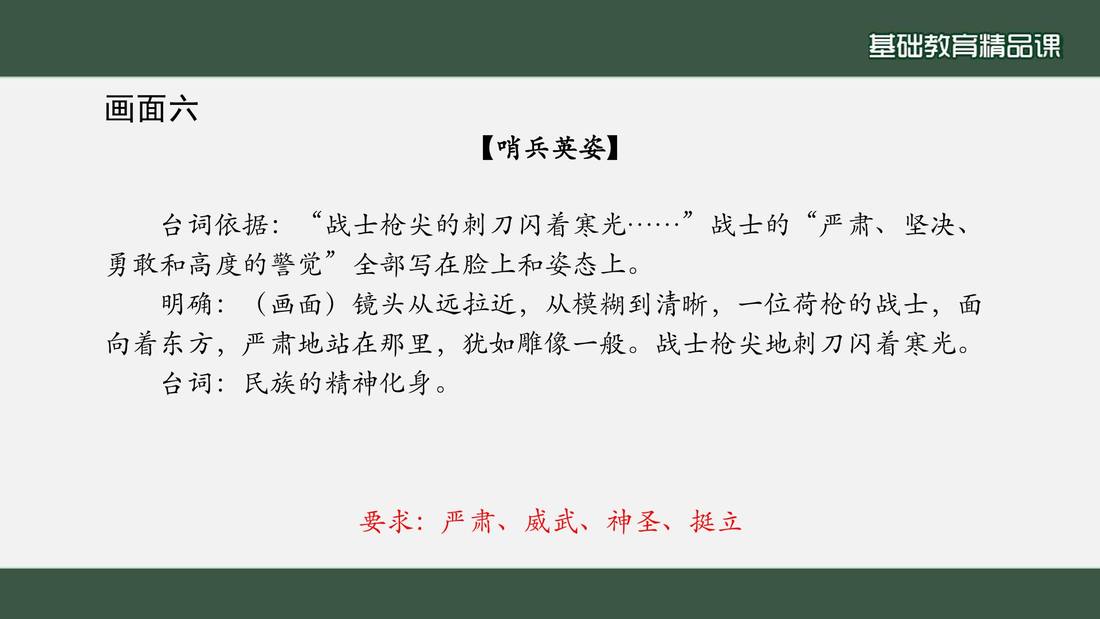 基础教育精品课
画面六
【哨兵英姿】
台词依据：“战士枪尖的刺刀闪着寒光……”战士的“严肃、坚决、
勇敢和高度的警觉”全部写在脸上和姿态上。
明确：（画面）镜头从远拉近，从模糊到清晰，一位荷枪的战士，面
向着东方，严肃地站在那里，犹如雕像一般。战士枪尖地刺刀闪着寒光。
台词：民族的精神化身。
要求：严肃、威武、神圣、挺立